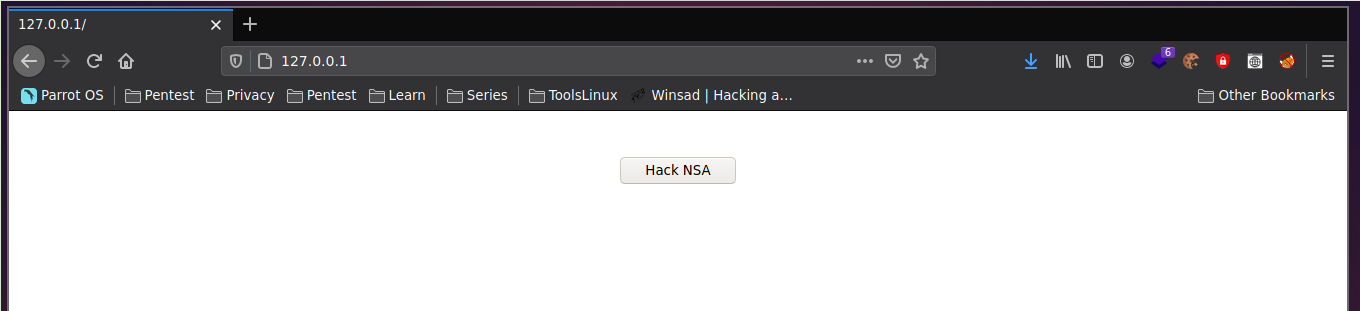 127.0.0.1/
127.0.0.1
6
Parrot OS Pentest Privacy Pentest Learn Series ToolsLinux Winsad | Hacking a... Other Bookmarks
Hack NSA